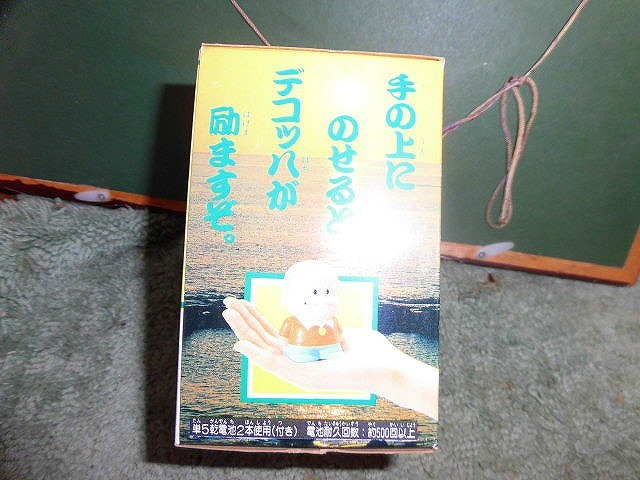 手の上に
のせると
デコッパが
励ますぞ。
単5乾電池2本使用(付き) 電池耐久回数:約500回以上